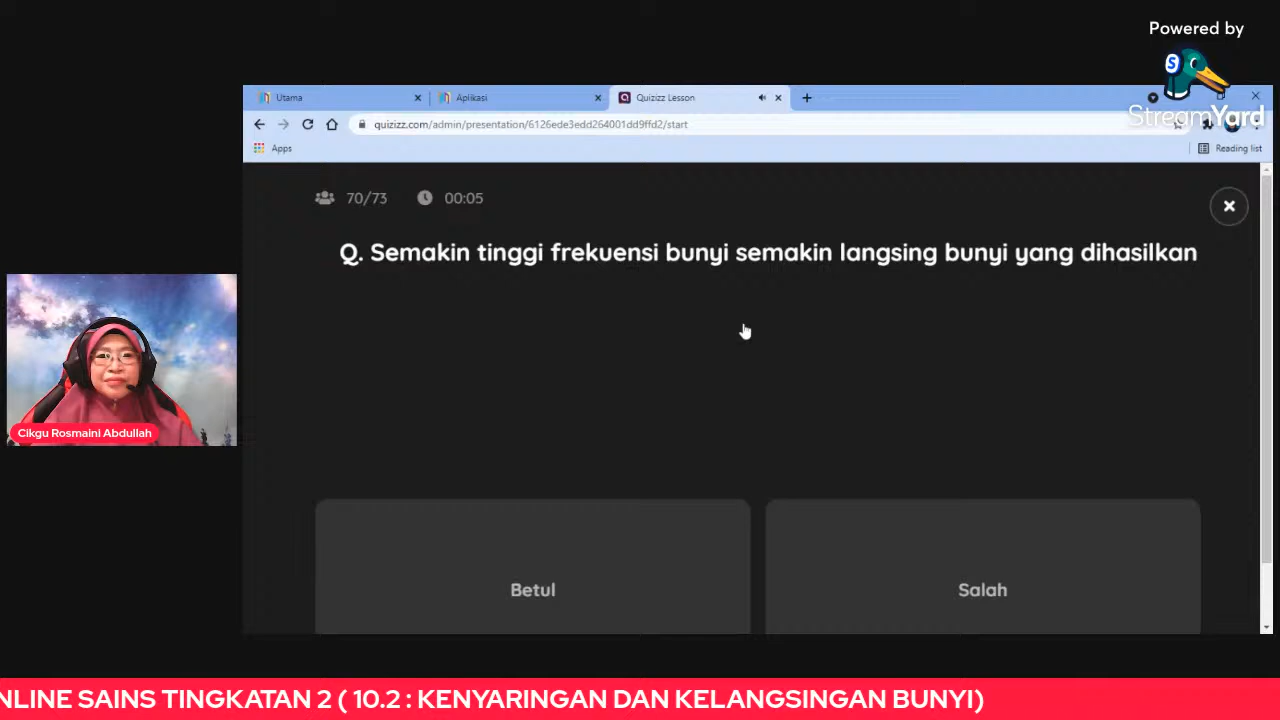 Powered by
StreamYard
Utama
Aplikasi
Quizizz Lesson
quizizz.com/admin/presentation/6126ede3edd264001dd9ffd2/start
Apps
Reading list
70/73
00:05
Q. Semakin tinggi frekuensi bunyi semakin langsing bunyi yang dihasilkan
Cikgu Rosmaini Abdullah
Betul
Salah
NLINE SAINS TINGKATAN 2 ( 10.2 : KENYARINGAN DAN KELANGSINGAN BUNYI)